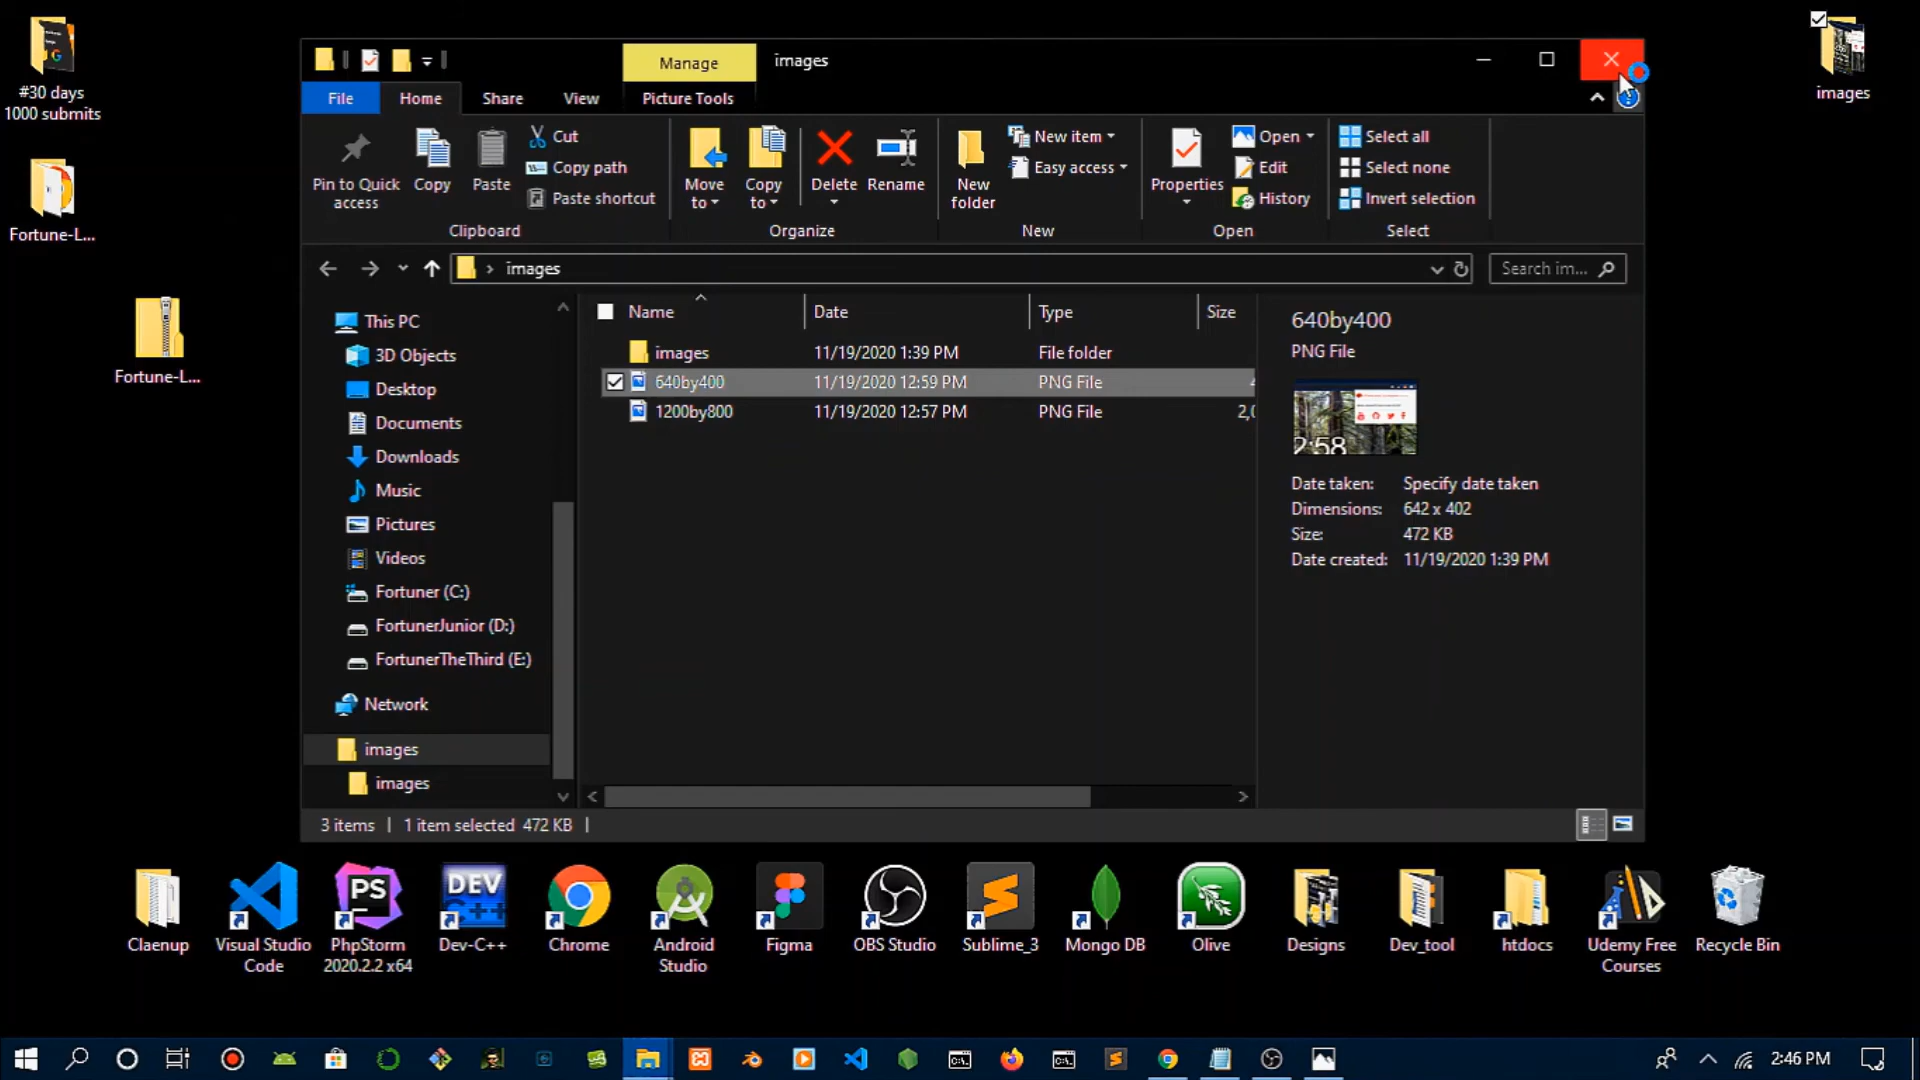 #30 days
1000 submits
Fortune-L...
Fortune-L...
images
Manage
images
File
Home
Share
View
Picture Tools
Pin to Quick access
Copy
Paste
Cut
Copy path
Paste shortcut
Clipboard
Move to
Copy to
Delete
Rename
Organize
New folder
New item
Easy access
New
Properties
Open
Edit
History
Open
Select all
Select none
Invert selection
Select
images
Search im...
This PC
3D Objects
Desktop
Documents
Downloads
Music
Pictures
Videos
Fortuner (C:)
FortunerJunior (D:)
FortunerTheThird (E:)
Network
images
images
Name Date Type Size
images 11/19/2020 1:39 PM File folder
640by400 11/19/2020 12:59 PM PNG File
1200by800 11/19/2020 12:57 PM PNG File 2,0
640by400
PNG File
2:58
Date taken: Specify date taken
Dimensions: 642 x 402
Size: 472 KB
Date created: 11/19/2020 1:39 PM
3 items 1 item selected 472 KB
PS
DEV
C++
Claenup
Visual Studio Code
PhpStorm 2020.2.2 x64
Dev-C++
Chrome
Android Studio
Figma
OBS Studio
Sublime_3
Mongo DB
Olive
Designs
Dev_tool
htdocs
Udemy Free Courses
Recycle Bin
2:46 PM